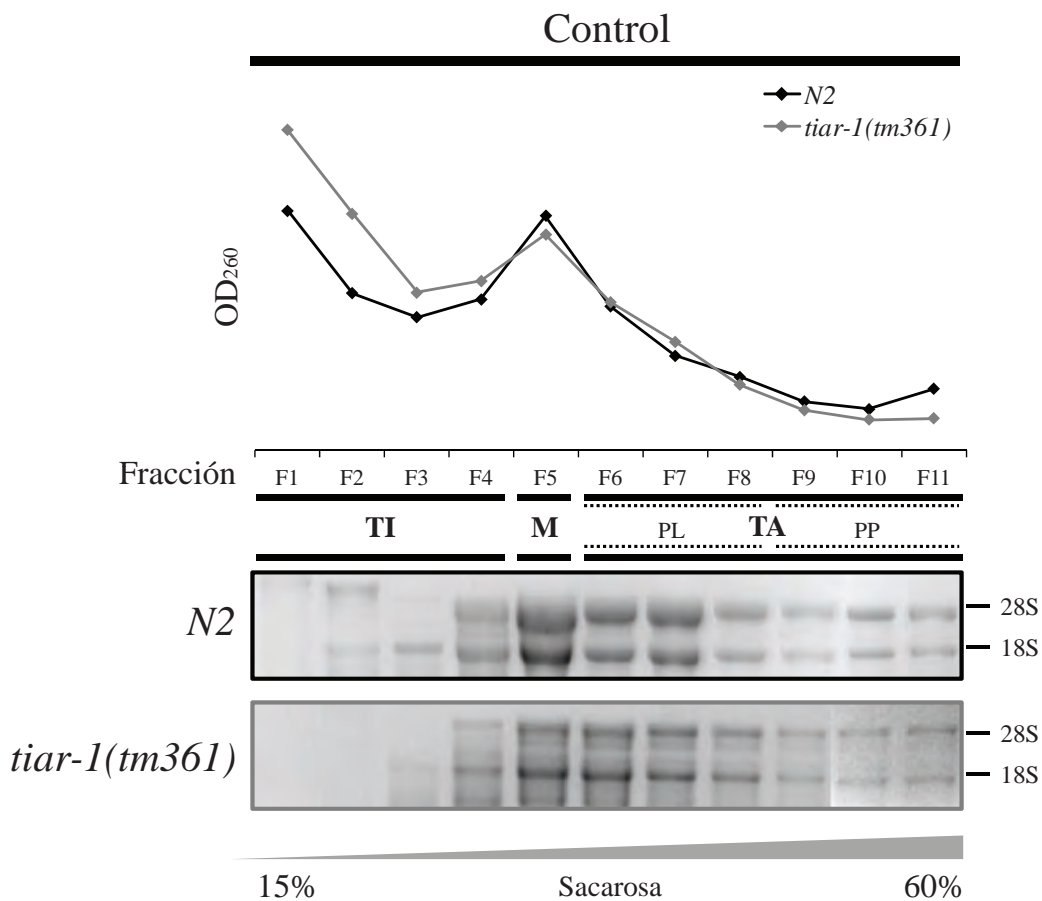 Control
N2
tiar-1(tm361)
OD260
Fracción F1 F2 F3 F4 F5 F6 F7 F8 F9 F10 F11
TI M PL TA PP
N2
28S
18S
tiar-1(tm361)
28S
18S
15% Sacarosa 60%